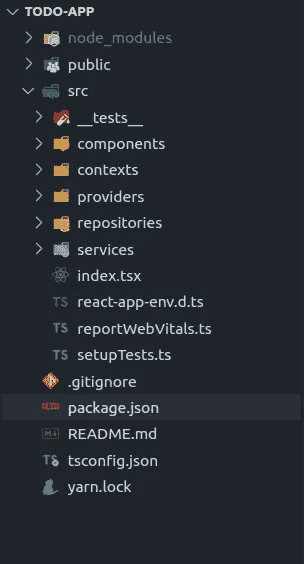 TODO-APP
node_modules
public
src
__tests__
components
contexts
providers
repositories
services
index.tsx
TS react-app-env.d.ts
TS reportWebVitals.ts
TS setupTests.ts
.gitignore
package.json
README.md
TS tsconfig.json
yarn.lock